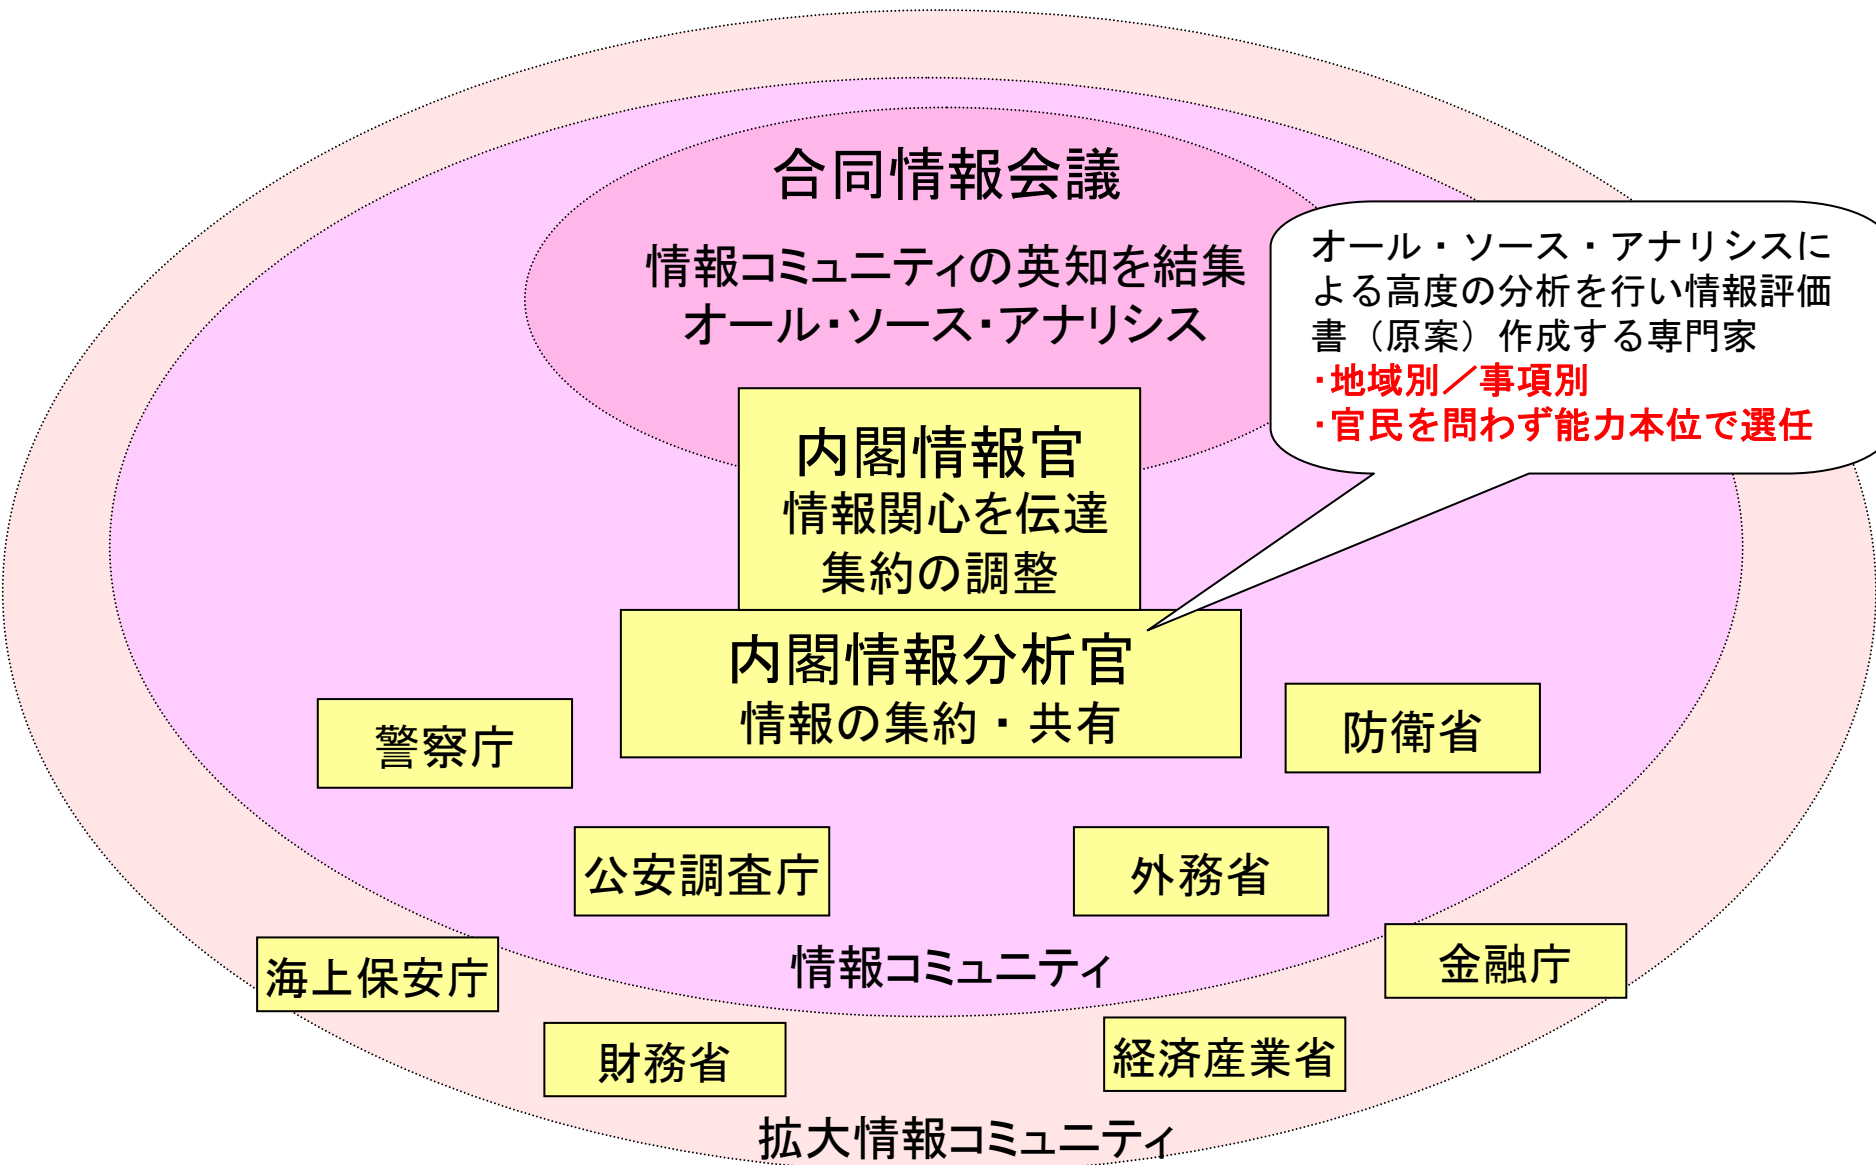 合同情報会議
情報コミュニティの英知を結集
オール・ソース・アナリシス
オール・ソース・アナリシスに
よる高度の分析を行い情報評価
書（原案）作成する専門家
・地域別／事項別
・官民を問わず能力本位で選任
内閣情報官
情報関心を伝達
集約の調整
内閣情報分析官
情報の集約・共有
警察庁
防衛省
公安調査庁
外務省
情報コミュニティ
海上保安庁
金融庁
財務省
経済産業省
拡大情報コミュニティ